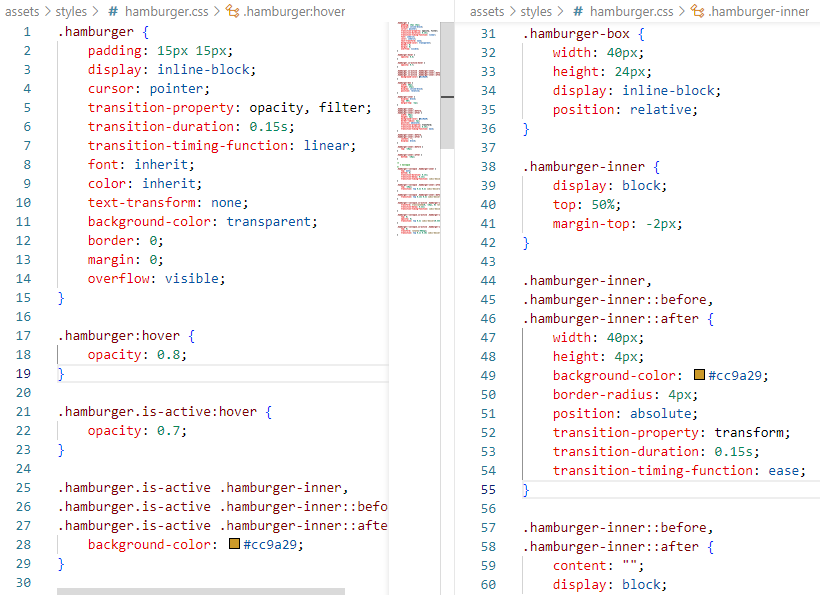 assets > styles > # hamburger.css > .hamburger:hover
1 .hamburger {
2 padding: 15px 15px;
3 display: inline-block;
4 cursor: pointer;
5 transition-property: opacity, filter;
6 transition-duration: 0.15s;
7 transition-timing-function: linear;
8 font: inherit;
9 color: inherit;
10 text-transform: none;
11 background-color: transparent;
12 border: 0;
13 margin: 0;
14 overflow: visible;
15 }
16
17 .hamburger:hover {
18 opacity: 0.8;
19 }
20
21 .hamburger.is-active:hover {
22 opacity: 0.7;
23 }
24
25 .hamburger.is-active .hamburger-inner,
26 .hamburger.is-active .hamburger-inner::befo
27 .hamburger.is-active .hamburger-inner::afte
28 background-color: #cc9a29;
29 }
30
assets > styles > # hamburger.css > .hamburger-inner
31 .hamburger-box {
32 width: 40px;
33 height: 24px;
34 display: inline-block;
35 position: relative;
36 }
37
38 .hamburger-inner {
39 display: block;
40 top: 50%;
41 margin-top: -2px;
42 }
43
44 .hamburger-inner,
45 .hamburger-inner::before,
46 .hamburger-inner::after {
47 width: 40px;
48 height: 4px;
49 background-color: #cc9a29;
50 border-radius: 4px;
51 position: absolute;
52 transition-property: transform;
53 transition-duration: 0.15s;
54 transition-timing-function: ease;
55 }
56
57 .hamburger-inner::before,
58 .hamburger-inner::after {
59 content: "";
60 display: block;